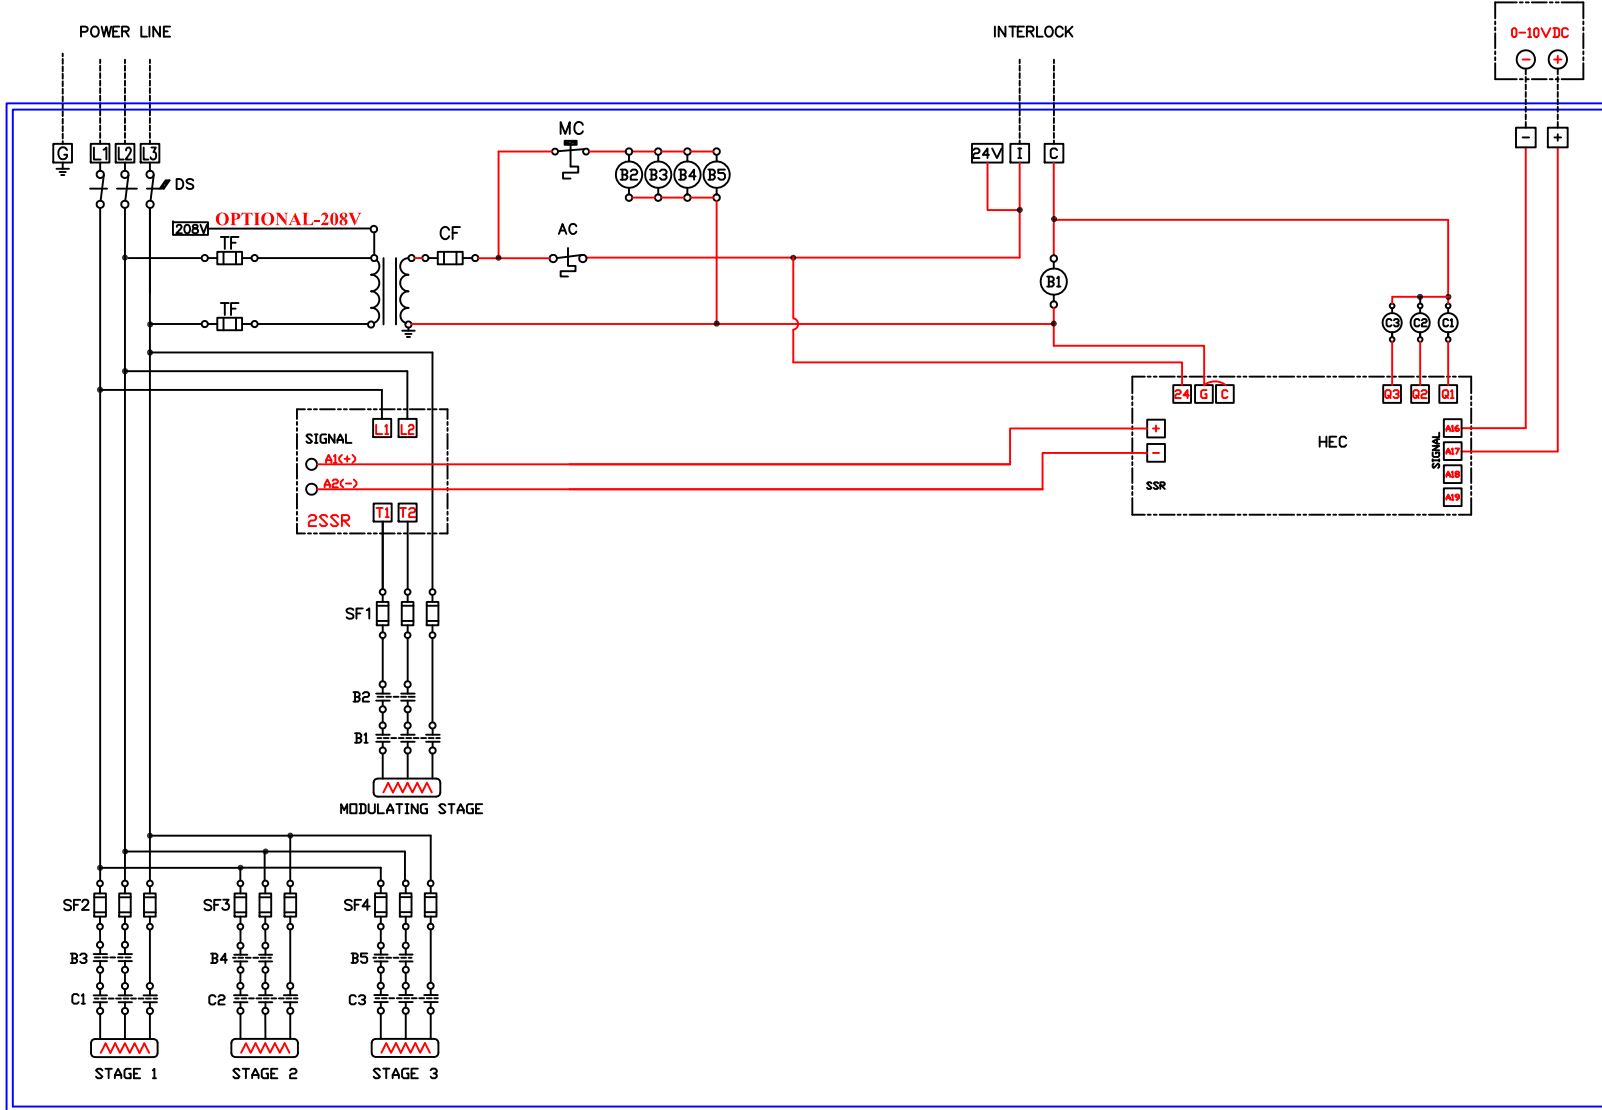 POWER LINE
INTERLOCK
0-10VDC
- +
G L1 L2 L3
DS
MC
B2 B3 B4 B5
24V I C
- +
208V OPTIONAL-208V
TF
CF
AC
B1
TF
C3 C2 C1
24 G C
Q3 Q2 Q1
L1 L2
SIGNAL
A1(+)
A2(-)
T1 T2
2SSR
+
-
SSR
HEC
SIGNAL
A16
A17
A18
A19
SF1
B2
B1
MODULATING STAGE
SF2 SF3 SF4
B3 B4 B5
C1 C2 C3
STAGE 1 STAGE 2 STAGE 3